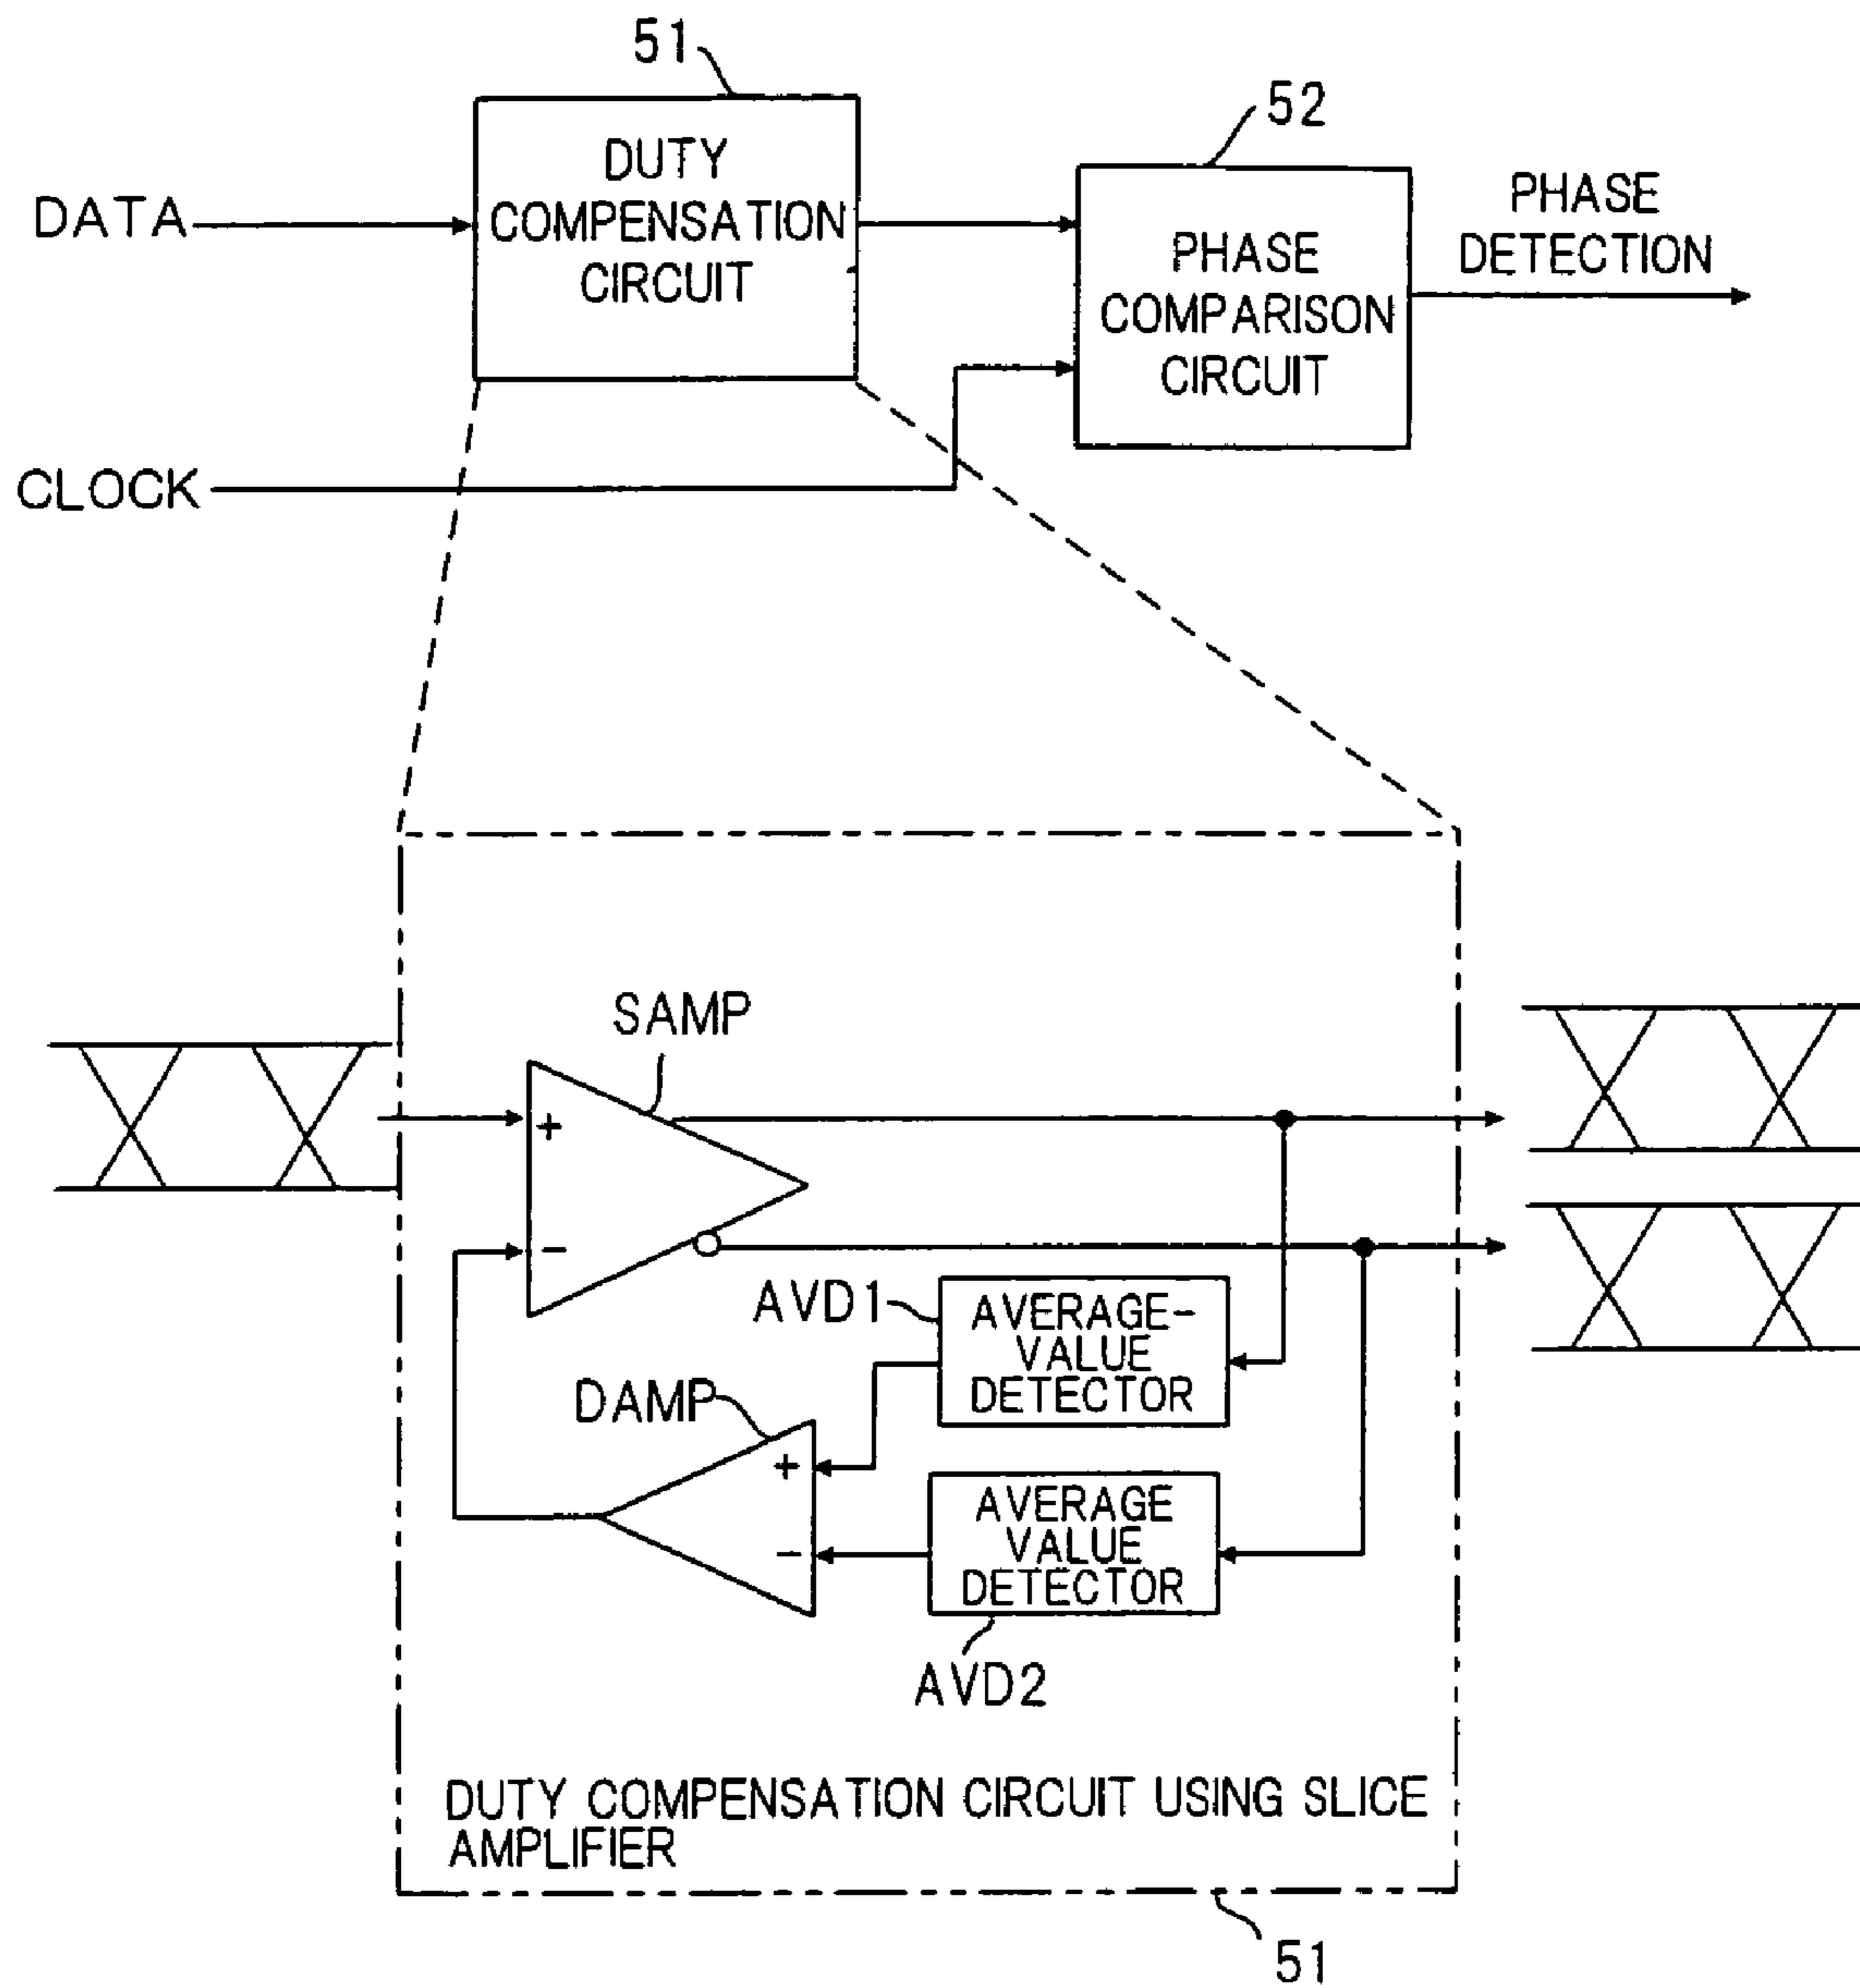 51
DUTY
COMPENSATION
CIRCUIT
52
DATA
PHASE
COMPARISON
CIRCUIT
PHASE
DETECTION
CLOCK
SAMP
+
-
AVD1
AVERAGE-
VALUE
DETECTOR
DAMP
+
-
AVERAGE
VALUE
DETECTOR
AVD2
DUTY COMPENSATION CIRCUIT USING SLICE
AMPLIFIER
51